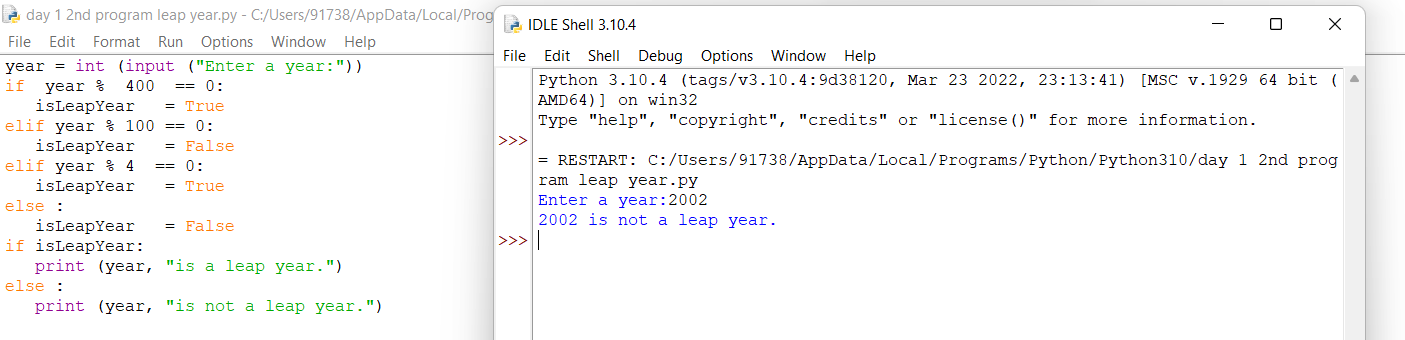 day 1 2nd program leap year.py - C:/Users/91738/AppData/Local/Prog
File Edit Format Run Options Window Help
year = int (input ("Enter a year:"))
if  year %  400  == 0:
   isLeapYear   = True
elif year % 100 == 0:
   isLeapYear   = False
elif year % 4  == 0:
   isLeapYear   = True
else :
   isLeapYear   = False
if isLeapYear:
   print (year, "is a leap year.")
else :
   print (year, "is not a leap year.")
IDLE Shell 3.10.4
File Edit Shell Debug Options Window Help
Python 3.10.4 (tags/v3.10.4:9d38120, Mar 23 2022, 23:13:41) [MSC v.1929 64 bit (
AMD64)] on win32
Type "help", "copyright", "credits" or "license()" for more information.
>>>
= RESTART: C:/Users/91738/AppData/Local/Programs/Python/Python310/day 1 2nd prog
ram leap year.py
Enter a year:2002
2002 is not a leap year.
>>>